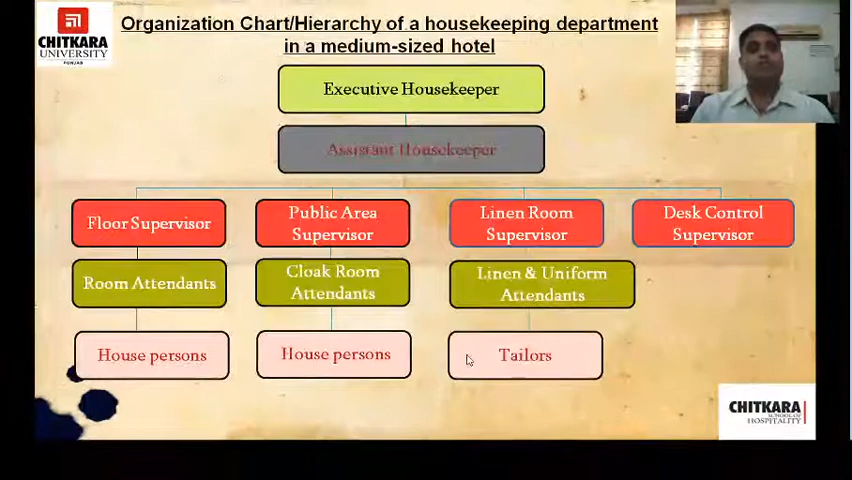 Organization Chart/Hierarchy of a housekeeping department
in a medium-sized hotel
CHITKARA
UNIVERSITY
PUNJAB
Executive Housekeeper
Assistant Housekeeper
Floor Supervisor
Public Area
Supervisor
Linen Room
Supervisor
Desk Control
Supervisor
Room Attendants
Cloak Room
Attendants
Linen & Uniform
Attendants
House persons
House persons
Tailors
CHITKARA
SCHOOL OF
HOSPITALITY